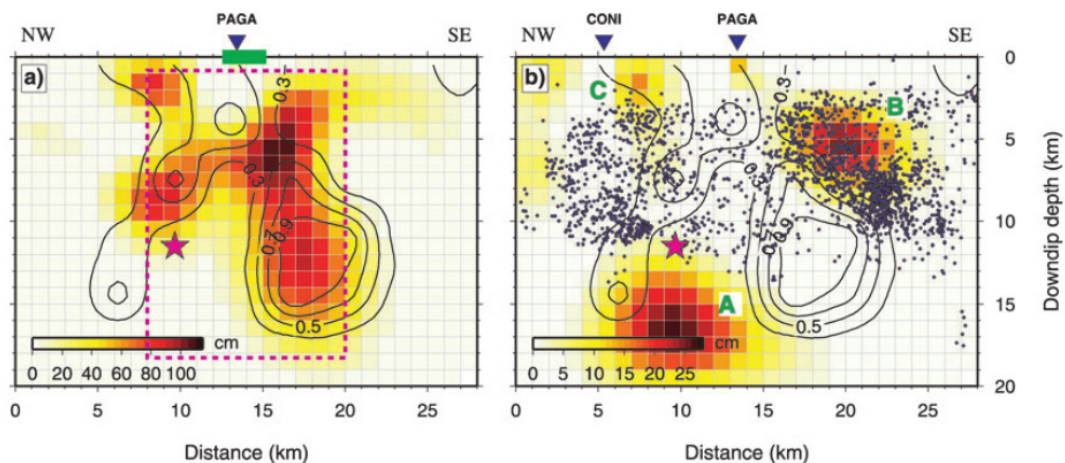 PAGA
CONI
PAGA
NW
SE
NW
SE
a)
b)
C
B
A
0.3
0.3
0.7
0.9
0.5
0.3
0.3
0.7
0.9
0.5
cm
0 20 40 60 80 100
cm
0 5 10 15 20 25
0
5
10
15
20
Downdip depth (km)
0 5 10 15 20 25
0 5 10 15 20 25
Distance (km)
Distance (km)